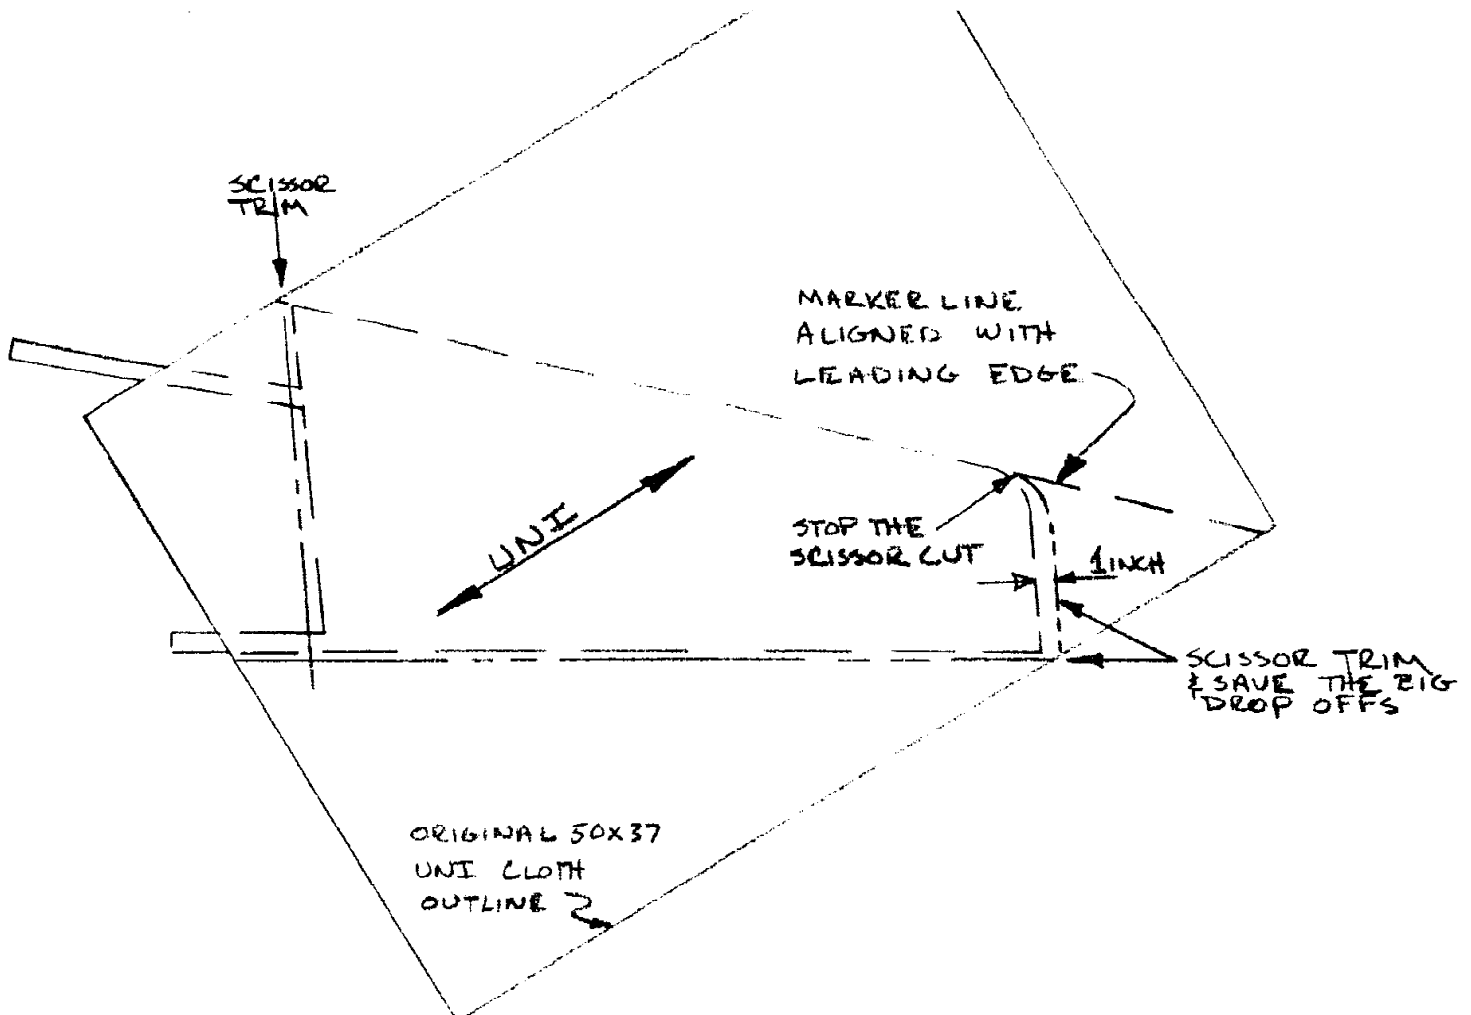 SCISSOR
TRIM
MARKER LINE
ALIGNED WITH
LEADING EDGE
UNI
STOP THE
SCISSOR CUT
1 INCH
SCISSOR TRIM
& SAVE THE BIG
DROP OFFS
ORIGINAL 50X37
UNI CLOTH
OUTLINE